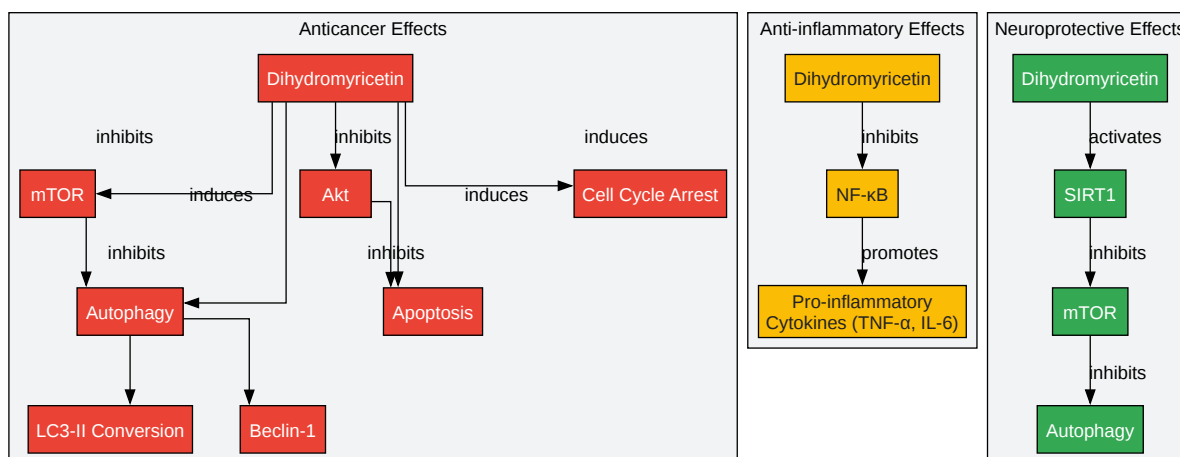 Anticancer Effects
Dihydromyricetin
inhibits
inhibits
induces
mTOR
induces
Akt
induces
Cell Cycle Arrest
inhibits
inhibits
Autophagy
Apoptosis
LC3-II Conversion
Beclin-1
Anti-inflammatory Effects
Dihydromyricetin
inhibits
NF-κB
promotes
Pro-inflammatory
Cytokines (TNF-α, IL-6)
Neuroprotective Effects
Dihydromyricetin
activates
SIRT1
inhibits
mTOR
inhibits
Autophagy